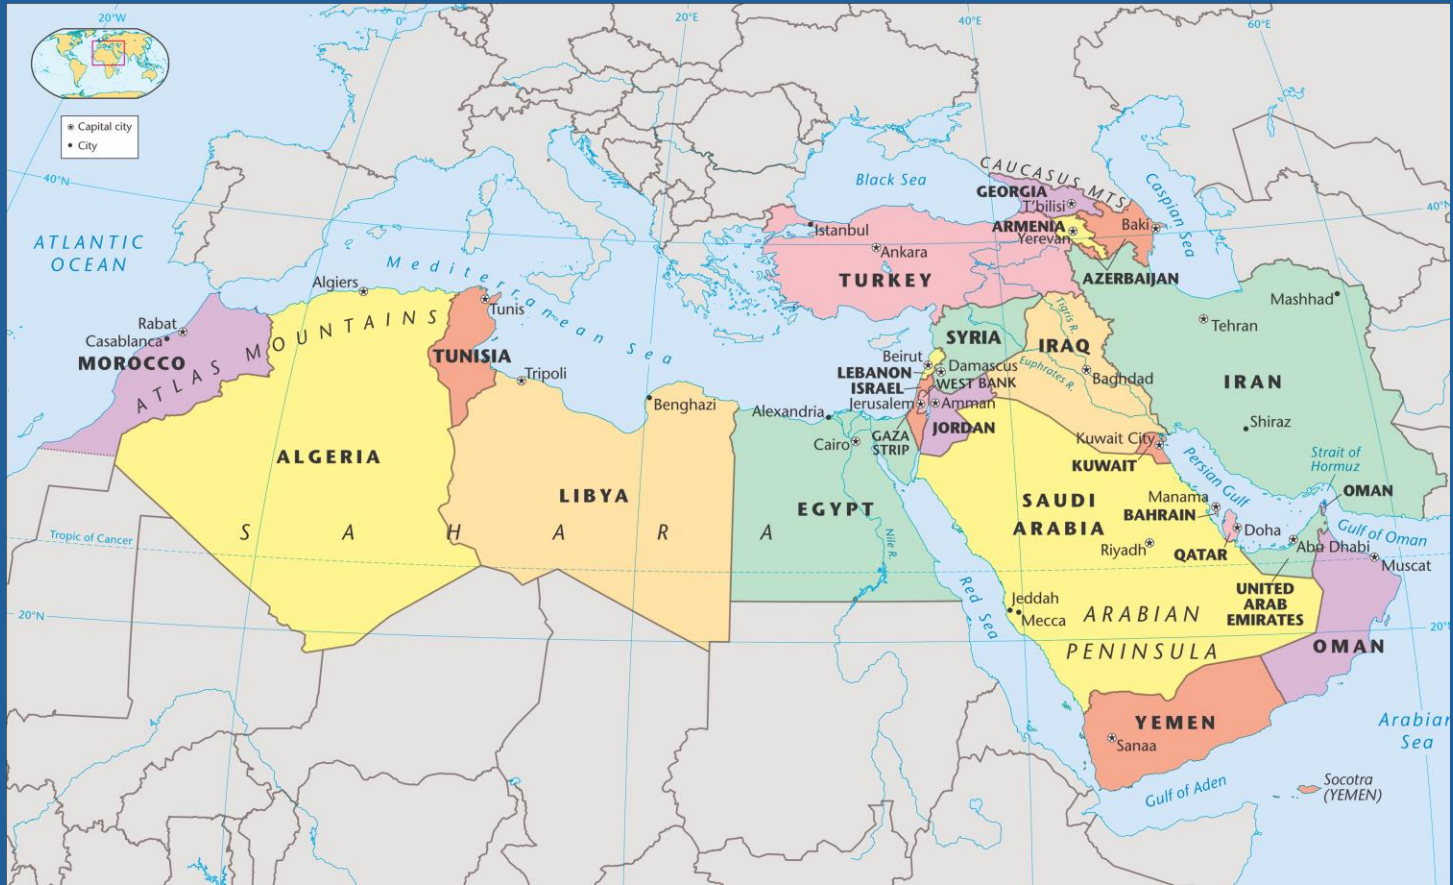 20°W
0°
20°E
40°E
60°E
Capital city
City
40°N
40°N
ATLANTIC
OCEAN
Black Sea
CAUCASUS MTS
Caspian Sea
GEORGIA
T'bilisi
ARMENIA
Yerevan
Baki
AZERBAIJAN
Istanbul
Ankara
TURKEY
Mediterranean Sea
Algiers
Tunis
Rabat
Casablanca
MOROCCO
ATLAS MOUNTAINS
TUNISIA
Tripoli
Benghazi
Alexandria
Cairo
SYRIA
Beirut
LEBANON
Damascus
ISRAEL
WEST BANK
Jerusalem
Amman
JORDAN
GAZA
STRIP
Tigris R.
IRAQ
Euphrates R.
Baghdad
Mashhad
Tehran
IRAN
Shiraz
Kuwait City
KUWAIT
Persian Gulf
Strait of
Hormuz
OMAN
Gulf of Oman
ALGERIA
LIBYA
EGYPT
SAHARA
Nile R.
SAUDI
ARABIA
Riyadh
Manama
BAHRAIN
Doha
QATAR
Abu Dhabi
Muscat
UNITED
ARAB
EMIRATES
Tropic of Cancer
20°N
20°
Red Sea
Jeddah
Mecca
ARABIAN
PENINSULA
OMAN
YEMEN
Sanaa
Arabian
Sea
Gulf of Aden
Socotra
(YEMEN)